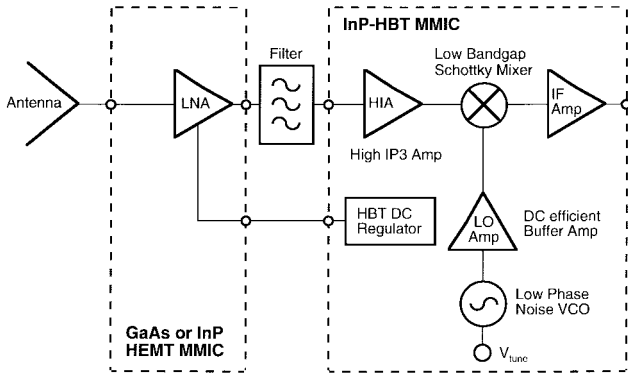 InP-HBT MMIC
Filter
Low Bandgap
Schottky Mixer
Antenna
LNA
HIA
IF
Amp
High IP3 Amp
HBT DC
Regulator
LO
Amp
DC efficient
Buffer Amp
Low Phase
Noise VCO
GaAs or InP
HEMT MMIC
Vtune